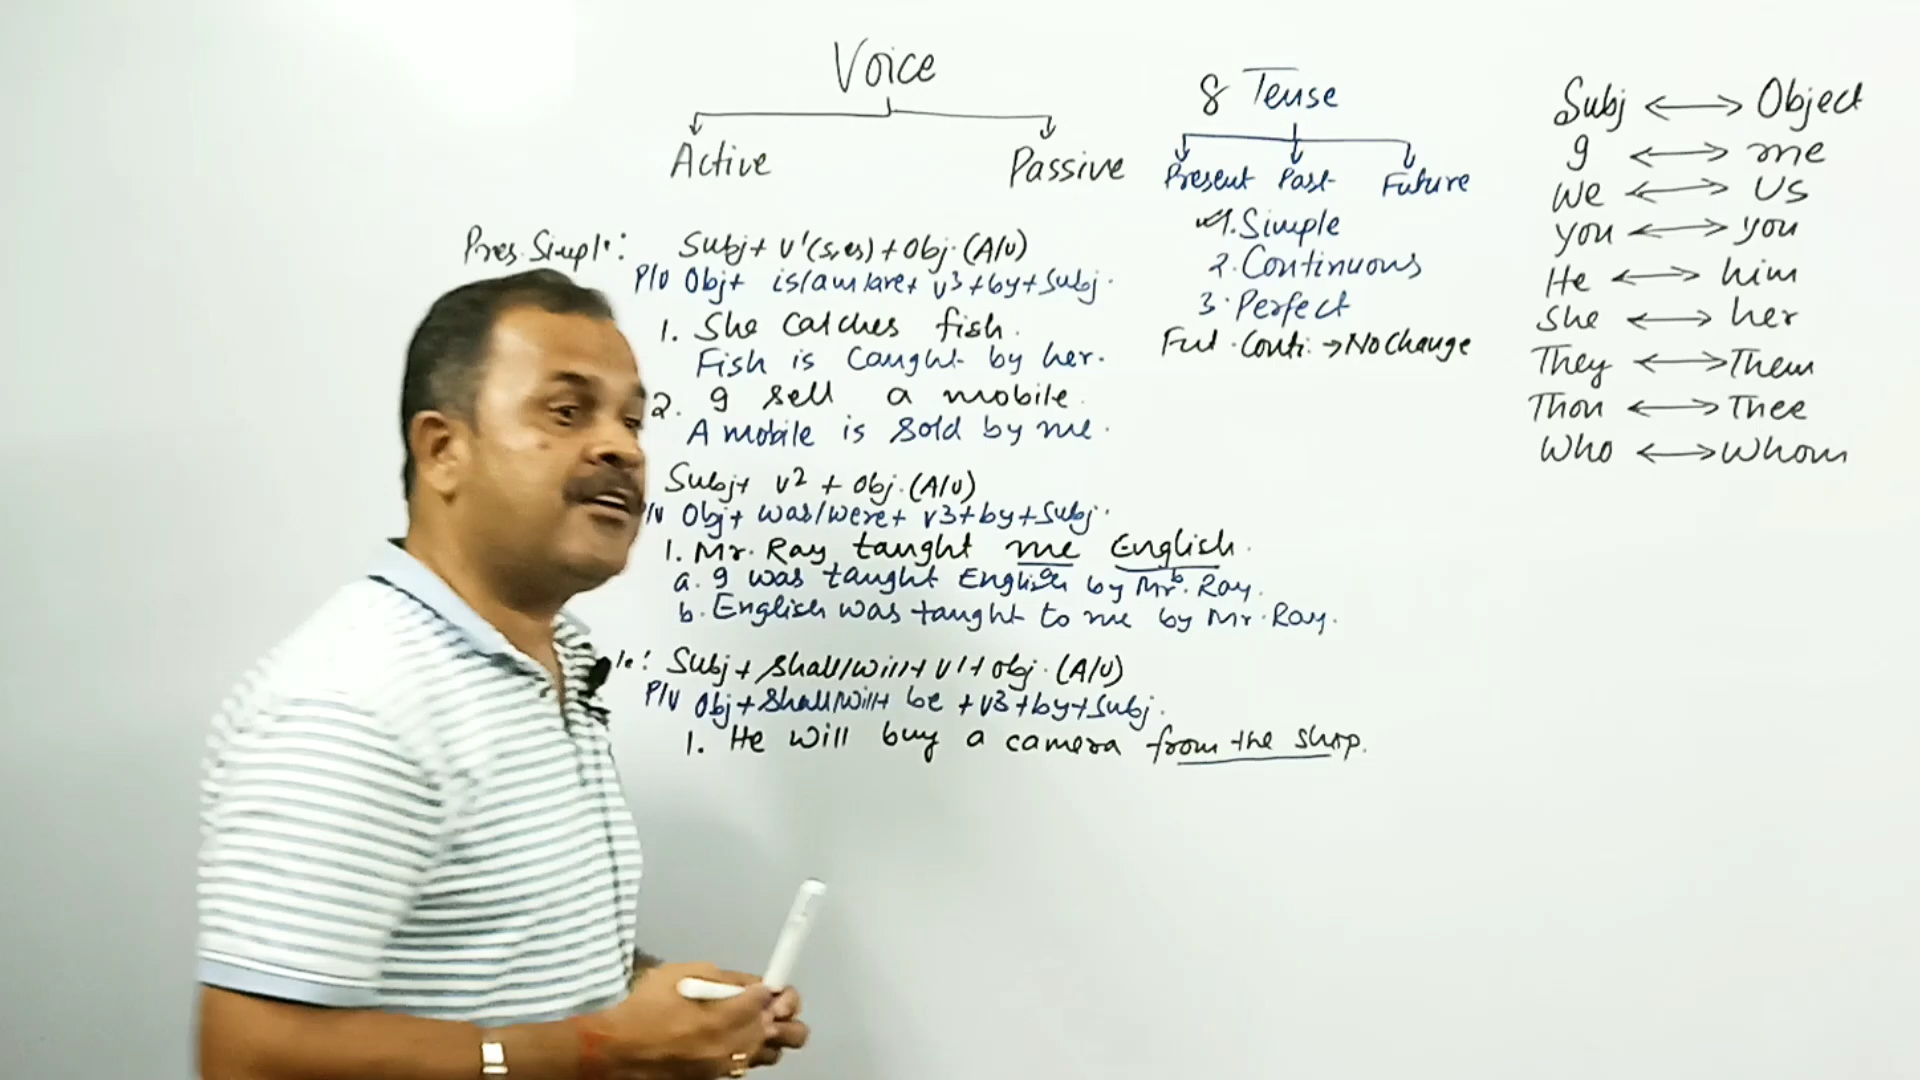 Voice
Active Passive
Pres. Simple: Subj + V1(s,es) + Obj. (A/V)
P/V Obj + is/am/are + V3 + by + Subj.
1. She catches fish.
Fish is caught by her.
2. I sell a mobile.
A mobile is sold by me.
Subj + V2 + Obj. (A/V)
/V Obj + was/were + V3 + by + Subj.
1. Mr. Ray taught me English.
a b
a. I was taught English by Mr. Ray.
b. English was taught to me by Mr. Ray.
le: Subj + shall/will + V1 + obj. (A/V)
P/V Obj + shall/will + be + V3 + by + Subj.
1. He will buy a camera from the shop.
8 Tense
Present Past Future
1. Simple
2. Continuous
3. Perfect
Fut. Conti. → No Change
Subj ↔ Object
I ↔ me
We ↔ Us
you ↔ you
He ↔ him
She ↔ her
They ↔ Them
Thou ↔ Thee
Who ↔ Whom